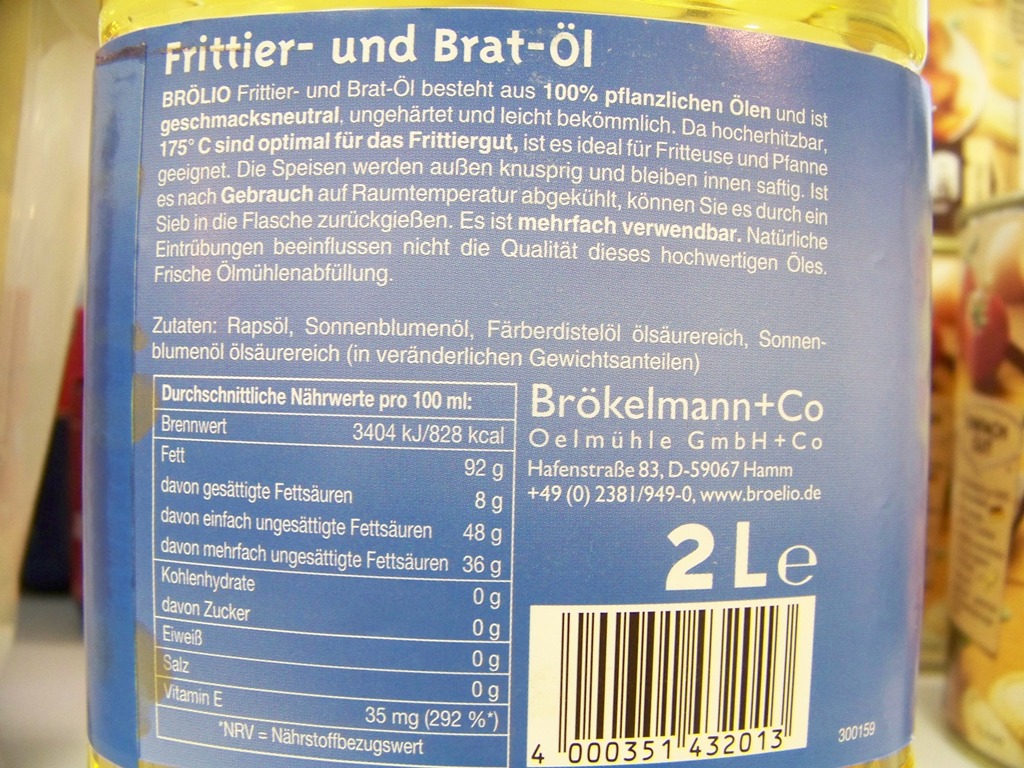 Frittier- und Brat-Öl
BRÖLIO Frittier- und Brat-Öl besteht aus 100% pflanzlichen Ölen und ist
geschmacksneutral, ungehärtet und leicht bekömmlich. Da hocherhitzbar,
175° C sind optimal für das Frittiergut, ist es ideal für Fritteuse und Pfanne
geeignet. Die Speisen werden außen knusprig und bleiben innen saftig. Ist
es nach Gebrauch auf Raumtemperatur abgekühlt, können Sie es durch ein
Sieb in die Flasche zurückgießen. Es ist mehrfach verwendbar. Natürliche
Eintrübungen beeinflussen nicht die Qualität dieses hochwertigen Öles.
Frische Ölmühlenabfüllung.
Zutaten: Rapsöl, Sonnenblumenöl, Färberdistelöl ölsäurereich, Sonnen-
blumenöl ölsäurereich (in veränderlichen Gewichtsanteilen)
Durchschnittliche Nährwerte pro 100 ml:
Brennwert 3404 kJ/828 kcal
Fett 92 g
davon gesättigte Fettsäuren 8 g
davon einfach ungesättigte Fettsäuren 48 g
davon mehrfach ungesättigte Fettsäuren 36 g
Kohlenhydrate 0 g
davon Zucker 0 g
Eiweiß 0 g
Salz 0 g
Vitamin E 35 mg (292 %*)
*NRV = Nährstoffbezugswert
Brökelmann+Co
Oelmühle GmbH+Co
Hafenstraße 83, D-59067 Hamm
+49 (0) 2381/949-0, www.broelio.de
2 L e
4 000351 432013
300159